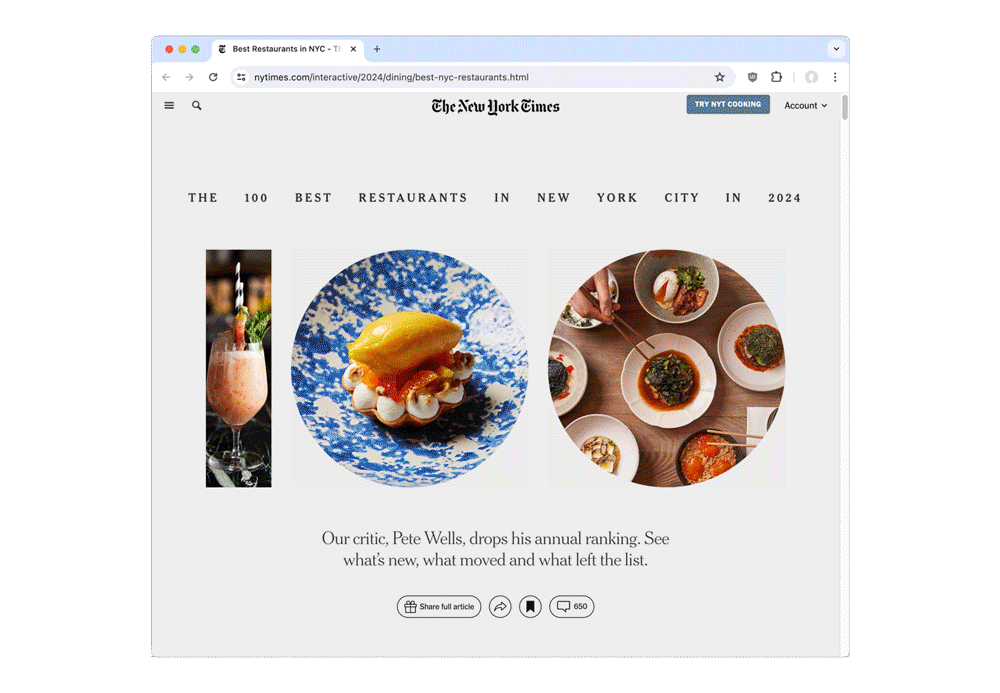 Best Restaurants in NYC - Th
nytimes.com/interactive/2024/dining/best-nyc-restaurants.html
The New York Times
TRY NYT COOKING
Account
THE 100 BEST RESTAURANTS IN NEW YORK CITY IN 2024
Our critic, Pete Wells, drops his annual ranking. See
what's new, what moved and what left the list.
Share full article
650